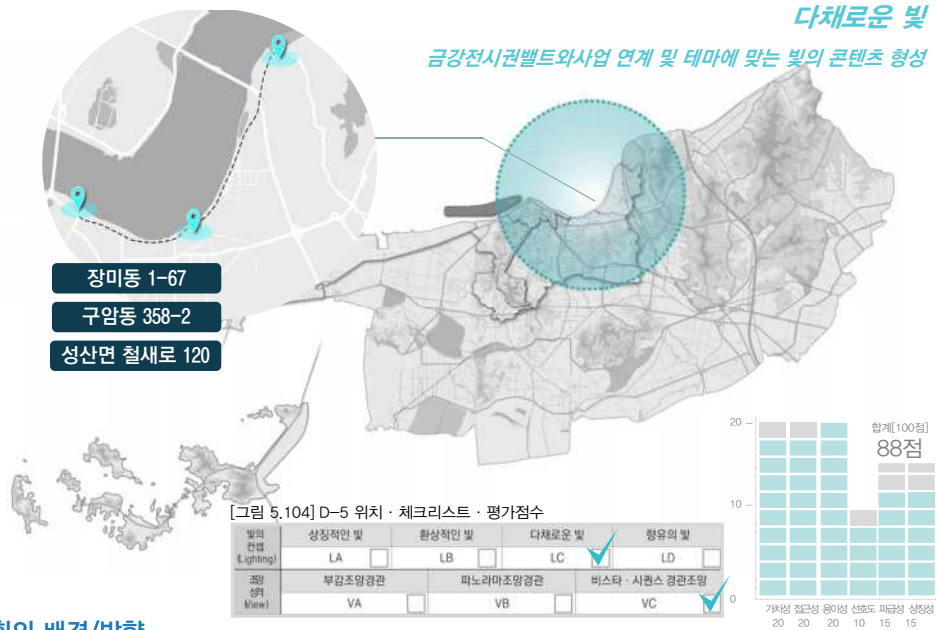 다채로운 빛
금강전시권밸트와사업 연계 및 테마에 맞는 빛의 콘텐츠 형성
장미동 1-67
구암동 358-2
성산면 철새로 120
[그림 5.104] D-5 위치 · 체크리스트 · 평가점수
빛의 컨셉 (Lighting)
상징적인 빛 환상적인 빛 다채로운 빛 향유의 빛
LA LB LC LD
조망 성격 (View)
부감조망경관 파노라마조망경관 비스타 · 시퀀스 경관조망
VA VB VC
합계[100점]
88점
20
10
0
가치성 접근성 용이성 선호도 파급성 상징성
20 20 20 10 15 15